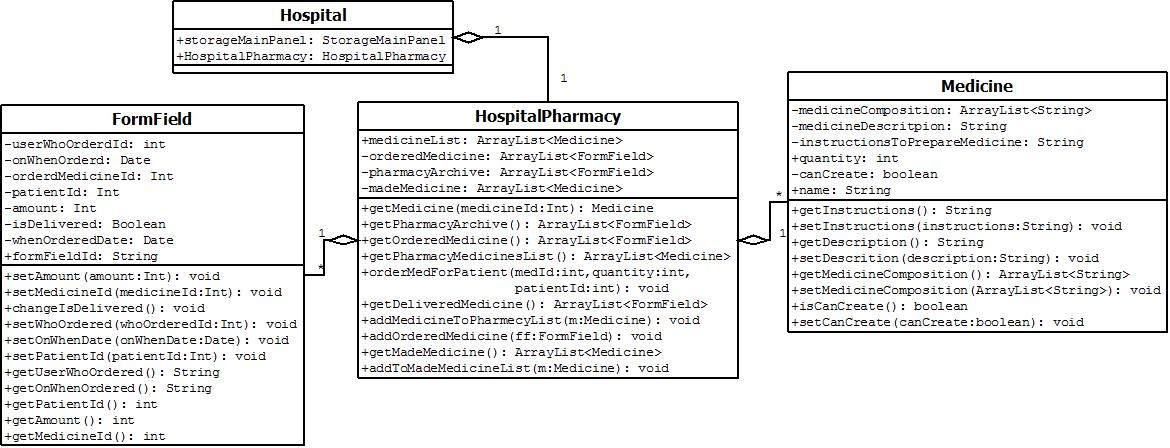 Hospital
+storageMainPanel: StorageMainPanel
+HospitalPharmacy: HospitalPharmacy
1
1
FormField
-userWhoOrderdId: int
-onWhenOrderd: Date
-orderdMedicineId: Int
-patientId: Int
-amount: Int
-isDelivered: Boolean
-whenOrderedDate: Date
+formFieldId: String
+setAmount(amount:Int): void
+setMedicineId(medicineId:Int): void
+changeIsDelivered(): void
+setWhoOrdered(whoOrderedId:Int): void
+setOnWhenDate(onWhenDate:Date): void
+setPatientId(patientId:Int): void
+getUserWhoOrdered(): String
+getOnWhenOrdered(): String
+getPatientId(): int
+getAmount(): int
+getMedicineId(): int
1
*
HospitalPharmacy
+medicineList: ArrayList<Medicine>
-orderedMedicine: ArrayList<FormField>
-pharmacyArchive: ArrayList<FormField>
-madeMedicine: ArrayList<Medicine>
+getMedicine(medicineId:Int): Medicine
+getPharmacyArchive(): ArrayList<FormField>
+getOrderedMedicine(): ArrayList<FormField>
+getPharmacyMedicinesList(): ArrayList<Medicine>
+orderMedForPatient(medId:int,quantity:int,
patientId:int): void
+getDeliveredMedicine(): ArrayList<FormField>
+addMedicineToPharmecyList(m:Medicine): void
+addOrderedMedicine(ff:FormField): void
+getMadeMedicine(): ArrayList<Medicine>
+addToMadeMedicineList(m:Medicine): void
*
1
Medicine
-medicineComposition: ArrayList<String>
-medicineDescritpion: String
-instructionsToPrepareMedicine: String
+quantity: int
-canCreate: boolean
+name: String
+getInstructions(): String
+setInstructions(instructions:String): void
+getDescription(): String
+setDescrition(description:String): void
+getMedicineComposition(): ArrayList<String>
+setMedicineComposition(ArrayList<String>): void
+isCanCreate(): boolean
+setCanCreate(canCreate:boolean): void